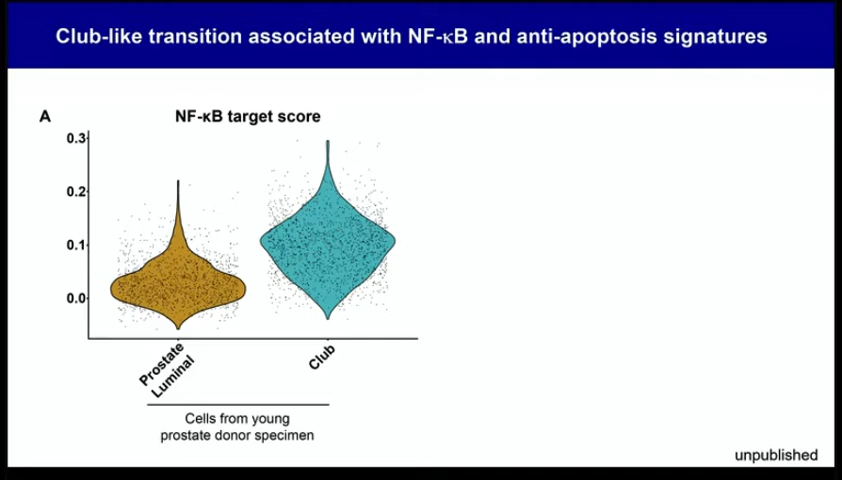 Club-like transition associated with NF-κB and anti-apoptosis signatures
A
NF-κB target score
0.3
0.2
0.1
0.0
Prostate
Luminal
Club
Cells from young
prostate donor specimen
unpublished